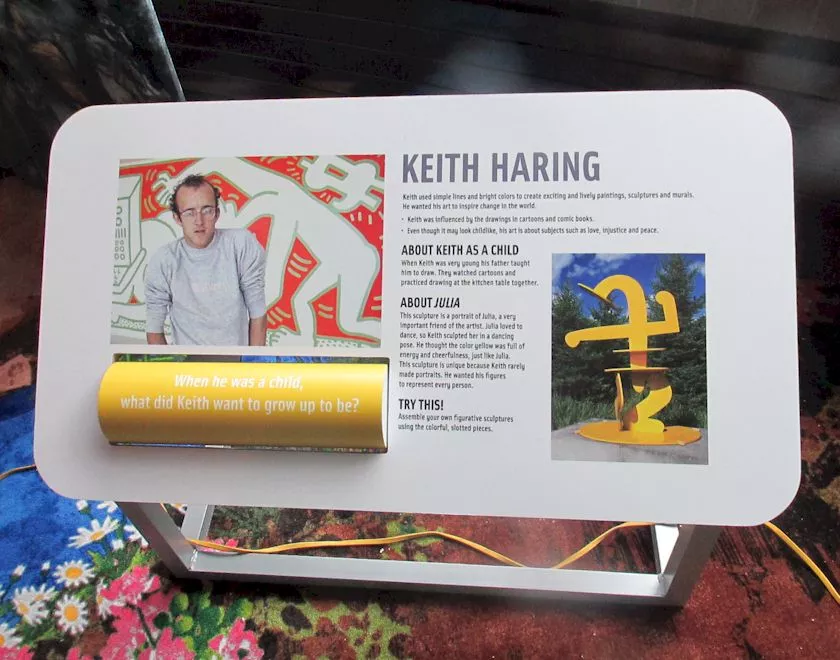 KEITH HARING
Keith used simple lines and bright colors to create exciting and lively paintings, sculptures and murals.
He wanted his art to inspire change in the world.
• Keith was influenced by the drawings in cartoons and comic books.
• Even though it may look childlike, his art is about subjects such as love, injustice and peace.
ABOUT KEITH AS A CHILD
When Keith was very young his father taught
him to draw. They watched cartoons and
practiced drawing at the kitchen table together.
ABOUT JULIA
This sculpture is a portrait of Julia, a very
important friend of the artist. Julia loved to
dance, so Keith sculpted her in a dancing
pose. He thought the color yellow was full of
energy and cheerfulness, just like Julia.
This sculpture is unique because Keith rarely
made portraits. He wanted his figures
to represent every person.
TRY THIS!
Assemble your own figurative sculptures
using the colorful, slotted pieces.
When he was a child,
what did Keith want to grow up to be?